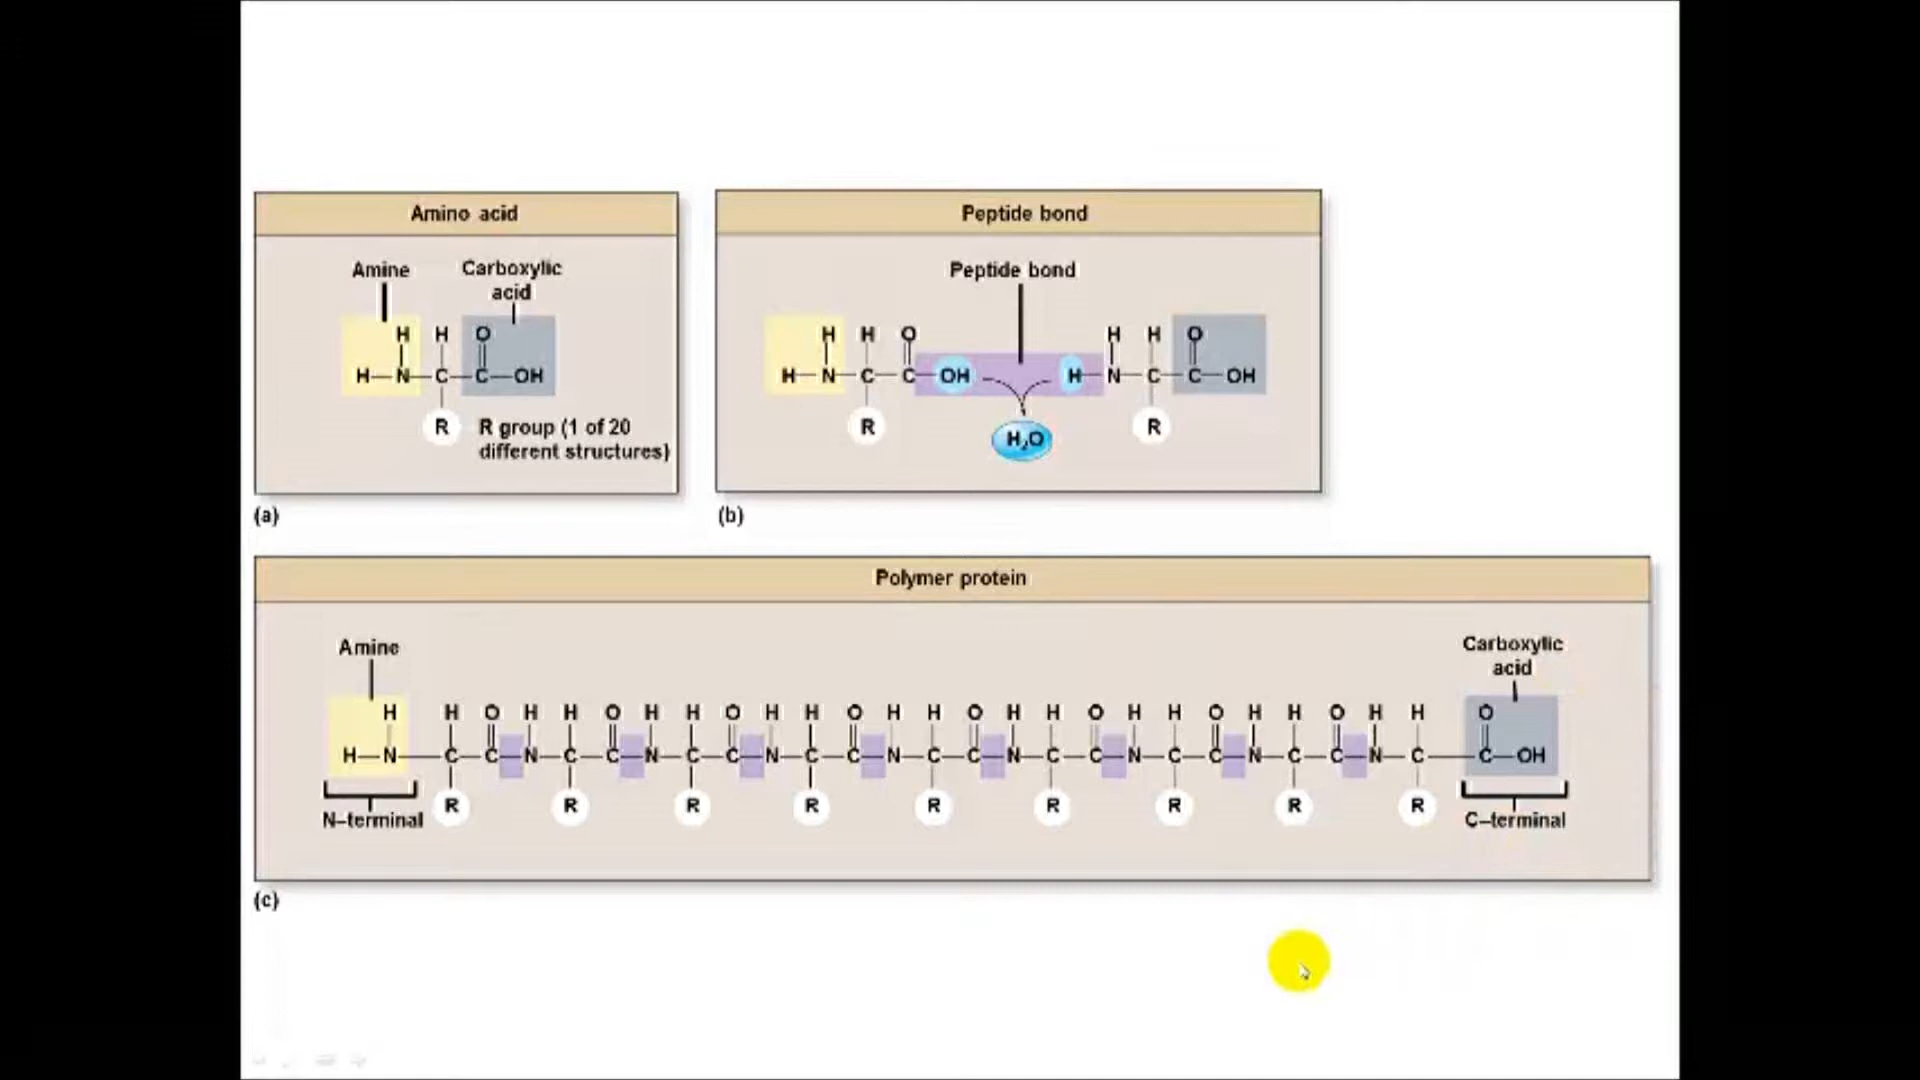 Amino acid
Amine
Carboxylic
acid
H H O
H N C C OH
R
R group (1 of 20
different structures)
(a)
Peptide bond
Peptide bond
H H O H H O
H N C C OH H N C C OH
R H₂O R
(b)
Polymer protein
Amine
Carboxylic
acid
H H O H H O H H O H H O H H O H H O H H O H H O H H O
H N C C N C C N C C N C C N C C N C C N C C N C C N C C OH
R R R R R R R R R
N–terminal
C–terminal
(c)